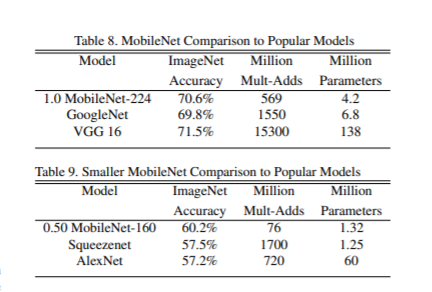 Table 8. MobileNet Comparison to Popular Models
Model ImageNet Million Million
Accuracy Mult-Adds Parameters
1.0 MobileNet-224 70.6% 569 4.2
GoogleNet 69.8% 1550 6.8
VGG 16 71.5% 15300 138
Table 9. Smaller MobileNet Comparison to Popular Models
Model ImageNet Million Million
Accuracy Mult-Adds Parameters
0.50 MobileNet-160 60.2% 76 1.32
Squeezenet 57.5% 1700 1.25
AlexNet 57.2% 720 60